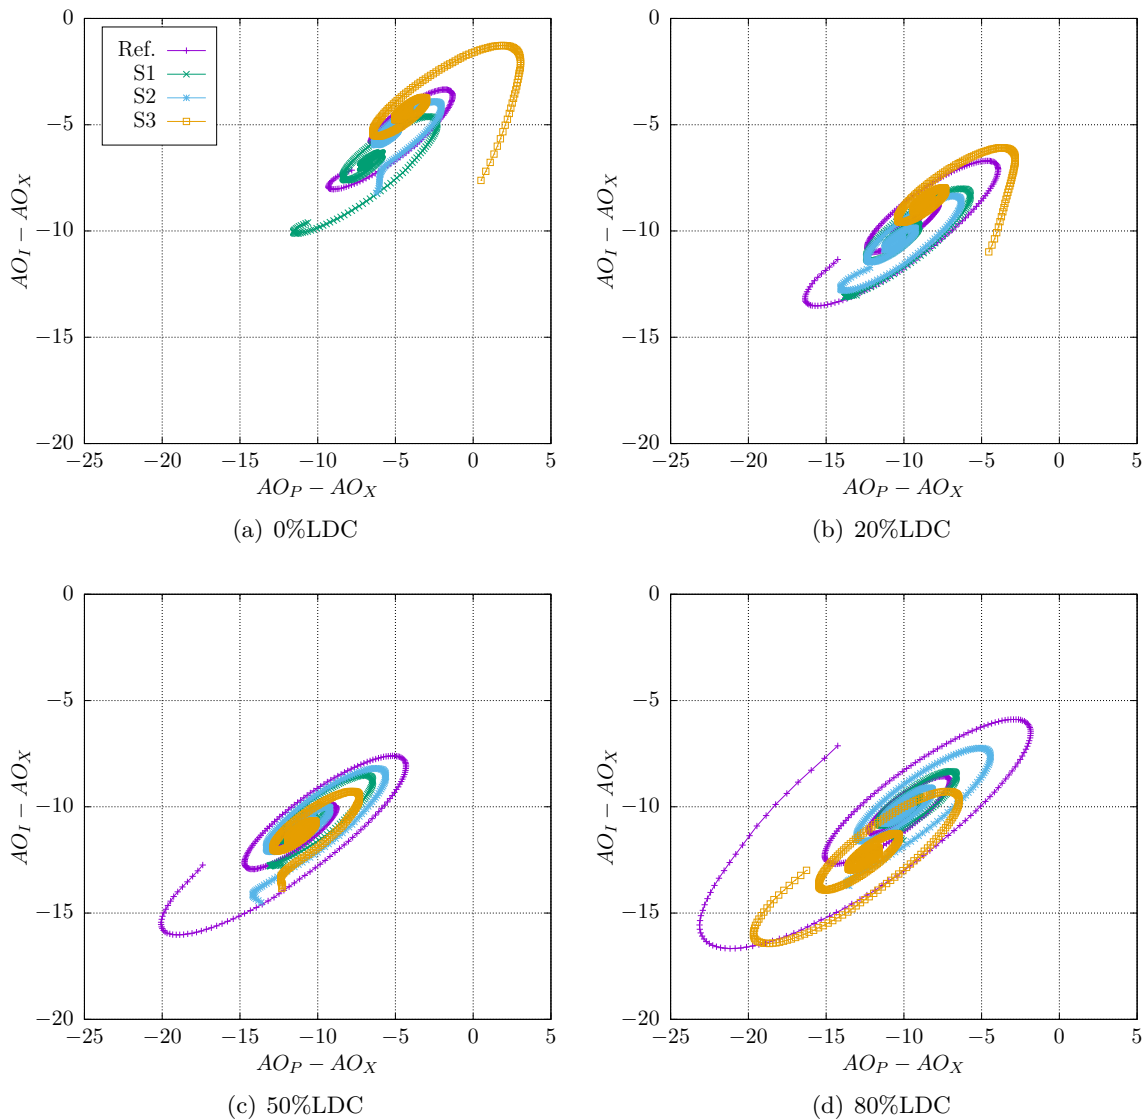 0
−5
−10
−15
−20
−25 −20 −15 −10 −5 0 5
AO_I − AO_X
AO_P − AO_X
Ref.
S1
S2
S3
(a) 0%LDC
0
−5
−10
−15
−20
−25 −20 −15 −10 −5 0 5
AO_I − AO_X
AO_P − AO_X
(b) 20%LDC
0
−5
−10
−15
−20
−25 −20 −15 −10 −5 0 5
AO_I − AO_X
AO_P − AO_X
(c) 50%LDC
0
−5
−10
−15
−20
−25 −20 −15 −10 −5 0 5
AO_I − AO_X
AO_P − AO_X
(d) 80%LDC